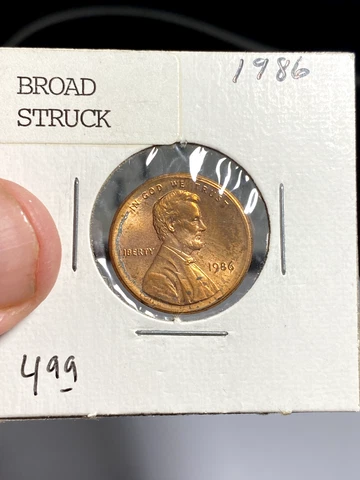 BROAD
STRUCK
1986
IN GOD WE TRUST
LIBERTY
1986
499